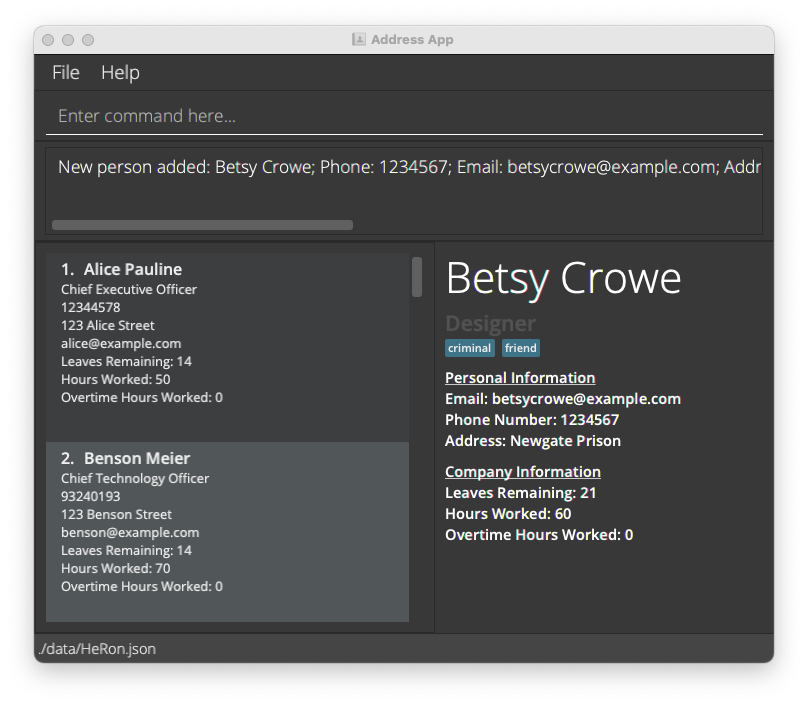 Address App
File Help
Enter command here...
New person added: Betsy Crowe; Phone: 1234567; Email: betsycrowe@example.com; Addr
1. Alice Pauline
Chief Executive Officer
12344578
123 Alice Street
alice@example.com
Leaves Remaining: 14
Hours Worked: 50
Overtime Hours Worked: 0
2. Benson Meier
Chief Technology Officer
93240193
123 Benson Street
benson@example.com
Leaves Remaining: 14
Hours Worked: 70
Overtime Hours Worked: 0
Betsy Crowe
Designer
criminal friend
Personal Information
Email: betsycrowe@example.com
Phone Number: 1234567
Address: Newgate Prison
Company Information
Leaves Remaining: 21
Hours Worked: 60
Overtime Hours Worked: 0
./data/HeRon.json